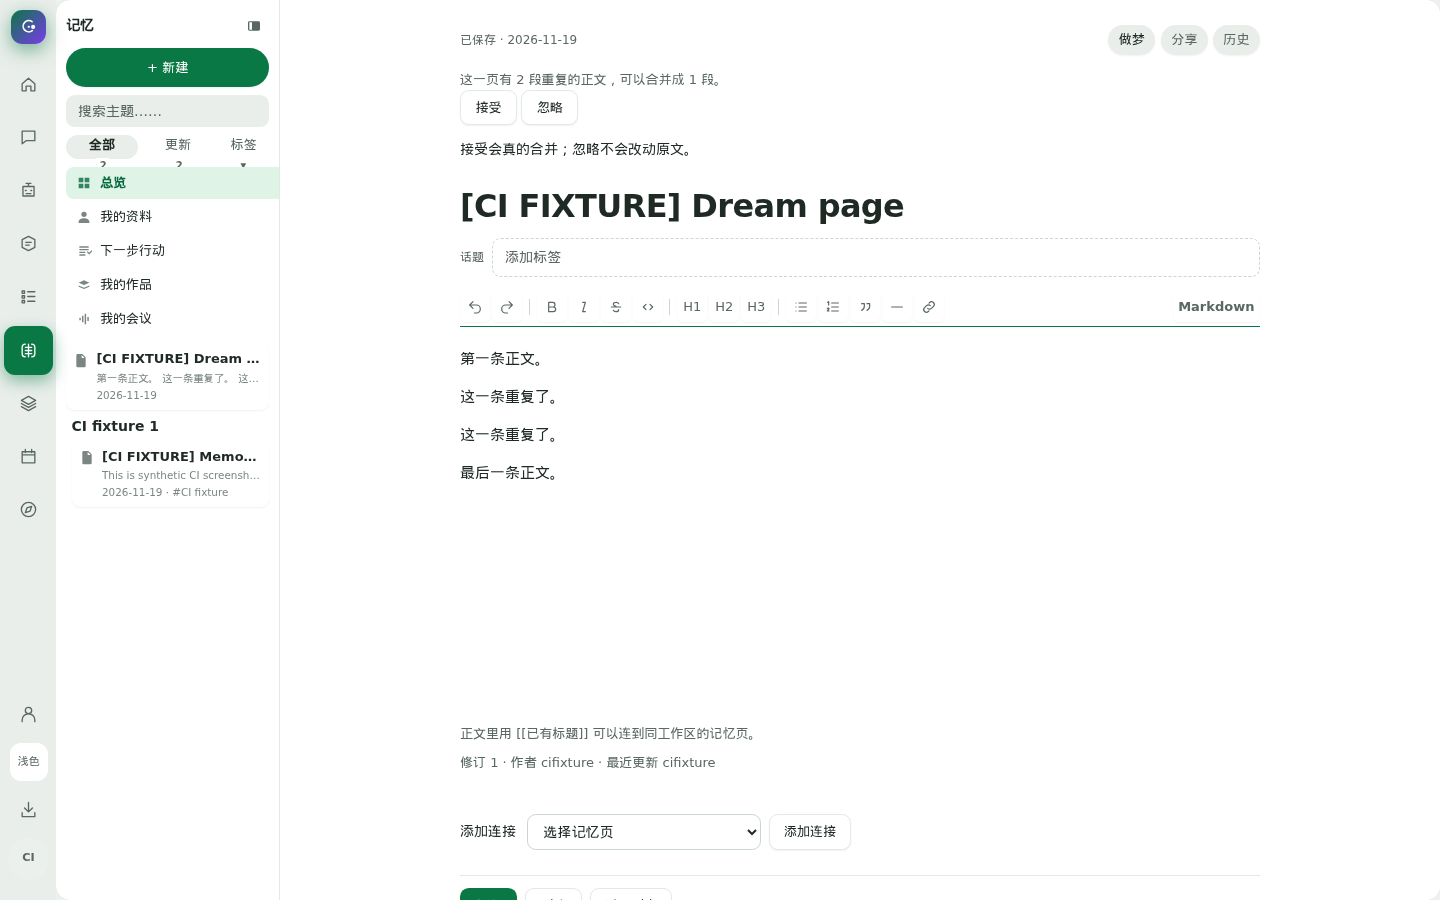 记忆
+ 新建
搜索主题......
全部 更新 标签
2 2 ▾
总览
我的资料
下一步行动
我的作品
我的会议
[CI FIXTURE] Dream ...
第一条正文。 这一条重复了。 这...
2026-11-19
CI fixture 1
[CI FIXTURE] Memo...
This is synthetic CI screensh...
2026-11-19 · #CI fixture
浅色
CI
已保存 · 2026-11-19
做梦 分享 历史
这一页有 2 段重复的正文，可以合并成 1 段。
接受 忽略
接受会真的合并；忽略不会改动原文。
[CI FIXTURE] Dream page
话题 添加标签
H1 H2 H3 Markdown
第一条正文。
这一条重复了。
这一条重复了。
最后一条正文。
正文里用 [[已有标题]] 可以连到同工作区的记忆页。
修订 1 · 作者 cifixture · 最近更新 cifixture
添加连接 选择记忆页 添加连接